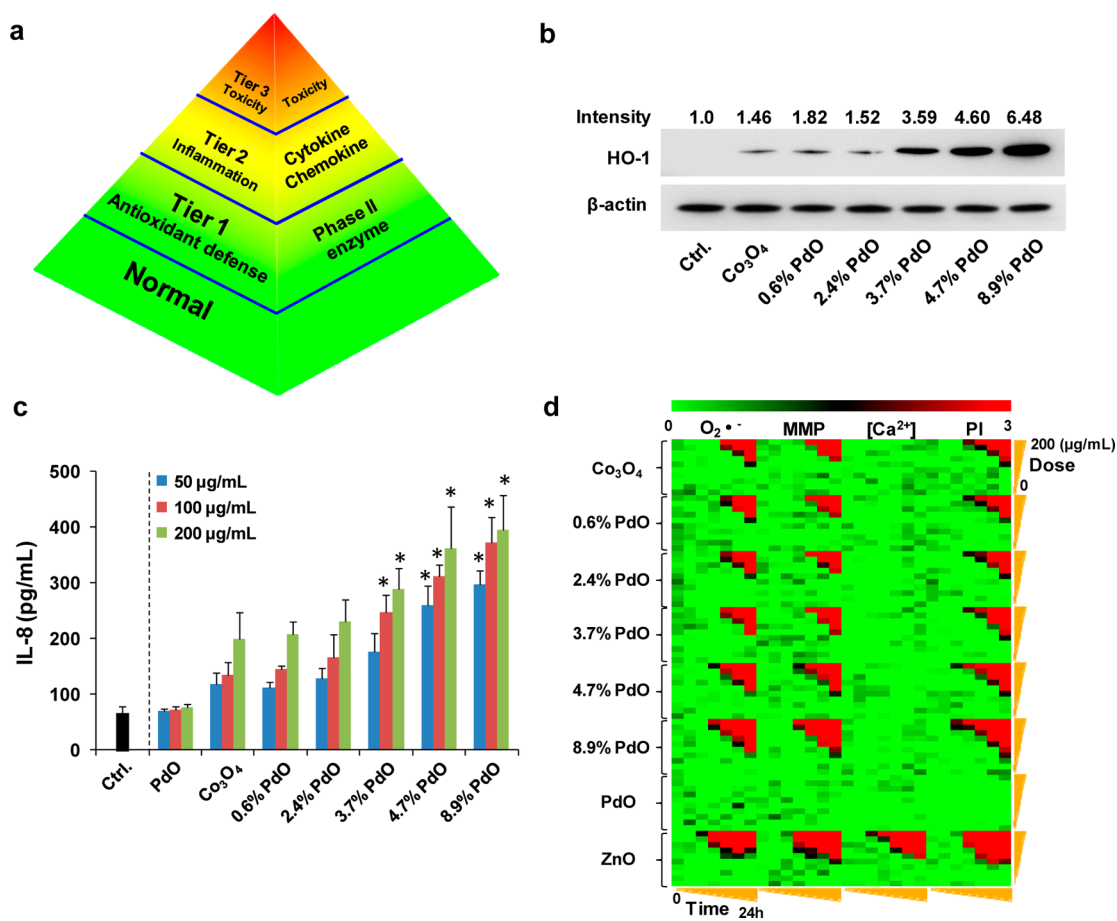 a
Tier 3
Toxicity
Toxicity
Tier 2
Inflammation
Cytokine
Chemokine
Tier 1
Antioxidant defense
Phase II
enzyme
Normal
b
Intensity 1.0 1.46 1.82 1.52 3.59 4.60 6.48
HO-1
β-actin
Ctrl. Co₃O₄ 0.6% PdO 2.4% PdO 3.7% PdO 4.7% PdO 8.9% PdO
c
IL-8 (pg/mL)
500
400
300
200
100
0
50 μg/mL
100 μg/mL
200 μg/mL
* * * * * * * *
Ctrl. PdO Co₃O₄ 0.6% PdO 2.4% PdO 3.7% PdO 4.7% PdO 8.9% PdO
d
0 O₂•⁻ MMP [Ca²⁺] PI 3
200 (μg/mL)
Dose
0
Co₃O₄
0.6% PdO
2.4% PdO
3.7% PdO
4.7% PdO
8.9% PdO
PdO
ZnO
0 Time 24h